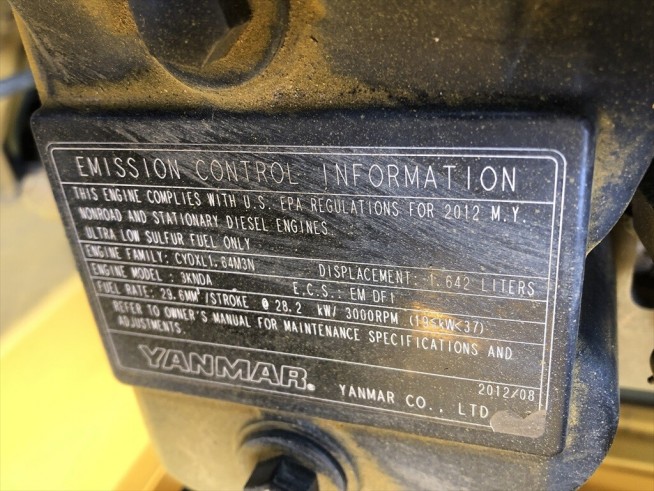 EMISSION CONTROL INFORMATION
THIS ENGINE COMPLIES WITH U.S. EPA REGULATIONS FOR 2012 M.Y.
NONROAD AND STATIONARY DIESEL ENGINES.
ULTRA LOW SULFUR FUEL ONLY
ENGINE FAMILY: CYDXL1.64M3N DISPLACEMENT: 1.642 LITERS
ENGINE MODEL : 3KNDA E.C.S.: EM DFI
FUEL RATE: 29.6MM³/STROKE @ 28.2 kW/ 3000RPM (19≤kW<37)
REFER TO OWNER'S MANUAL FOR MAINTENANCE SPECIFICATIONS AND
ADJUSTMENTS.
YANMAR® YANMAR CO., LTD 2012/08